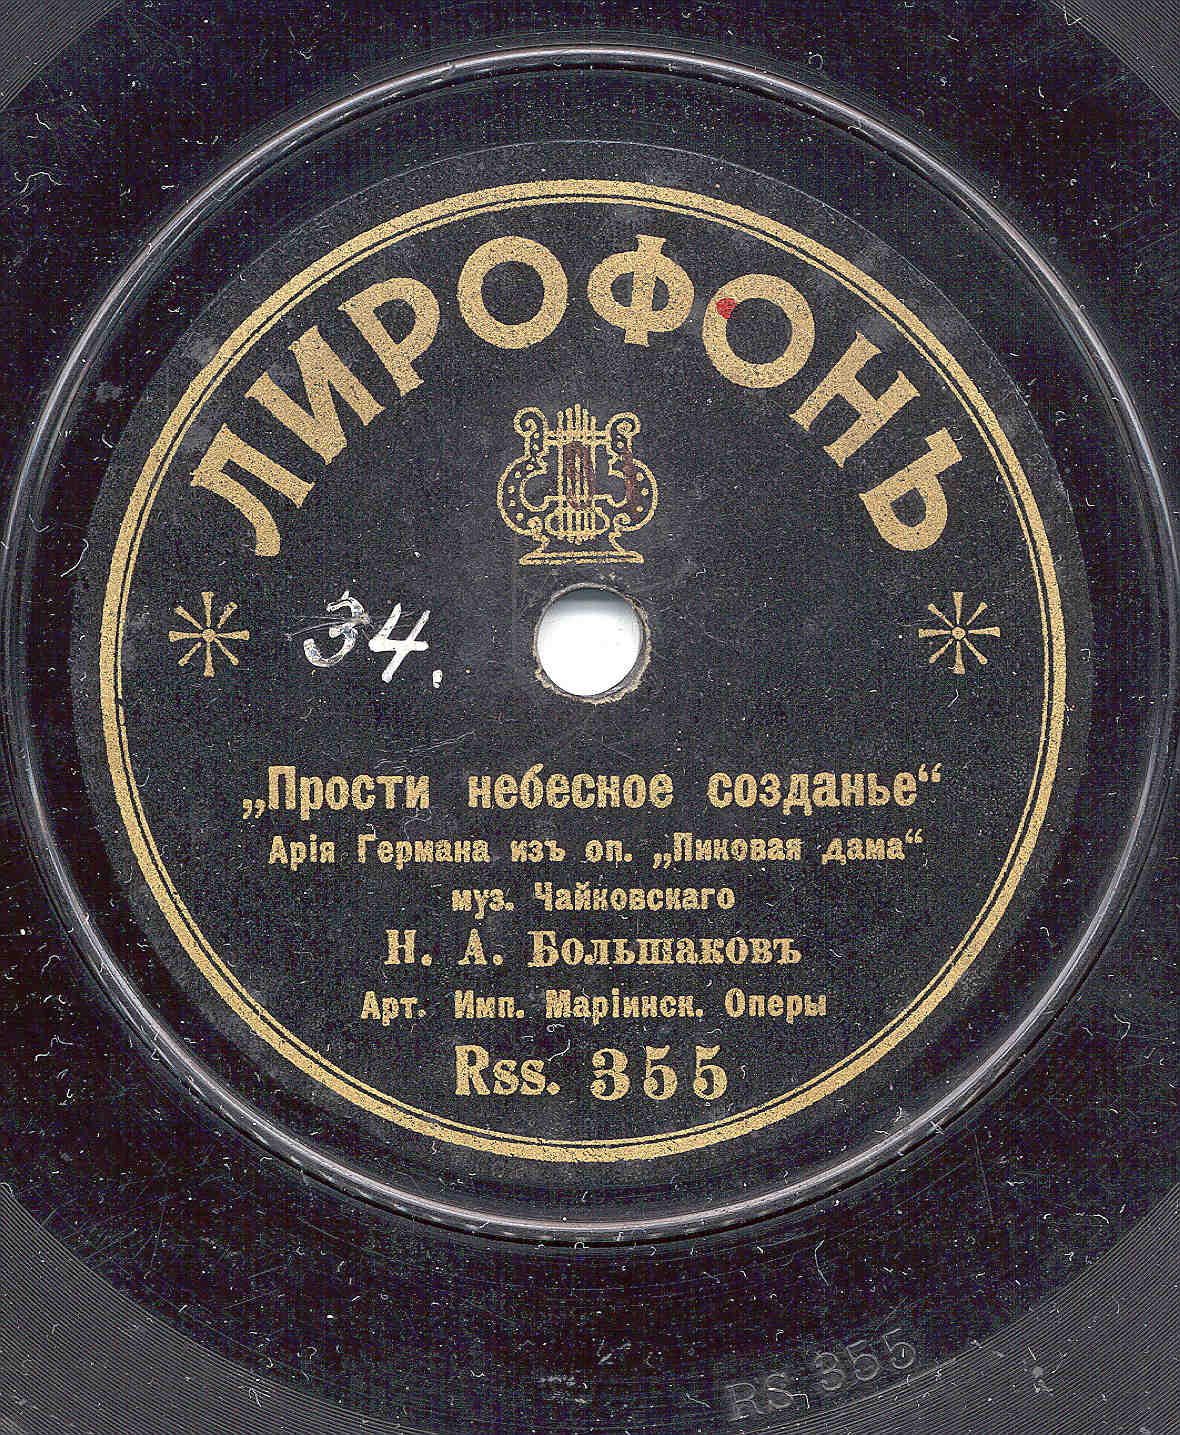 ЛИРОФОНЪ
34.
„Прости небесное созданье“
Арія Германа изъ оп. „Пиковая дама“
муз. Чайковскаго
Н. А. Большаковъ
Арт. Имп. Маріинск. Оперы
Rss. 355
RS 355